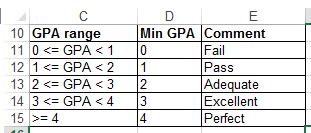 C D E
10 GPA range Min GPA Comment
11 0 <= GPA < 1 0 Fail
12 1 <= GPA < 2 1 Pass
13 2 <= GPA < 3 2 Adequate
14 3 <= GPA < 4 3 Excellent
15 >= 4 4 Perfect